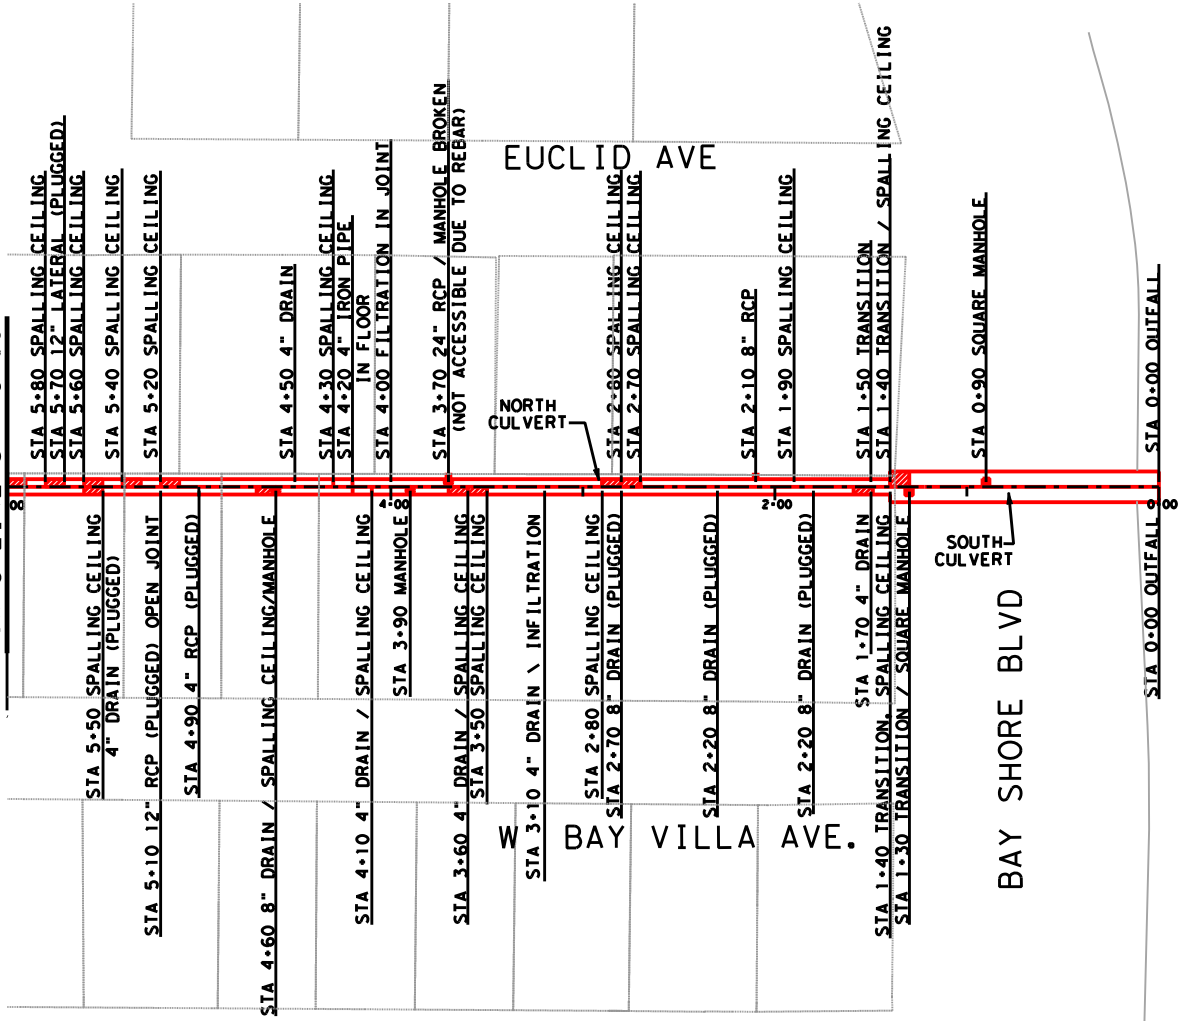 STA 5+80 SPALLING CEILING
STA 5+70 12" LATERAL (PLUGGED)
STA 5+60 SPALLING CEILING
STA 5+40 SPALLING CEILING
STA 5+20 SPALLING CEILING
STA 4+50 4" DRAIN
STA 4+30 SPALLING CEILING
STA 4+20 4" IRON PIPE
IN FLOOR
STA 4+00 FILTRATION IN JOINT
STA 3+70 24" RCP / MANHOLE BROKEN
(NOT ACCESSIBLE DUE TO REBAR)
EUCLID AVE
NORTH
CULVERT
STA 2+80 SPALLING CEILING
STA 2+70 SPALLING CEILING
STA 2+10 8" RCP
STA 1+90 SPALLING CEILING
STA 1+50 TRANSITION
STA 1+40 TRANSITION / SPALLING CEILING
STA 0+90 SQUARE MANHOLE
STA 0+00 OUTFALL
4+00
2+00
0+00
STA 5+50 SPALLING CEILING
4" DRAIN (PLUGGED)
STA 5+10 12" RCP (PLUGGED) OPEN JOINT
STA 4+90 4" RCP (PLUGGED)
STA 4+60 8" DRAIN / SPALLING CEILING/MANHOLE
STA 4+10 4" DRAIN / SPALLING CEILING
STA 3+90 MANHOLE
STA 3+60 4" DRAIN / SPALLING CEILING
STA 3+50 SPALLING CEILING
STA 3+10 4" DRAIN \ INFILTRATION
STA 2+80 SPALLING CEILING
STA 2+70 8" DRAIN (PLUGGED)
STA 2+20 8" DRAIN (PLUGGED)
STA 2+20 8" DRAIN (PLUGGED)
STA 1+70 4" DRAIN
STA 1+40 TRANSITION, SPALLING CEILING
STA 1+30 TRANSITION / SQUARE MANHOLE
SOUTH
CULVERT
STA 0+00 OUTFALL
W BAY VILLA AVE.
BAY SHORE BLVD